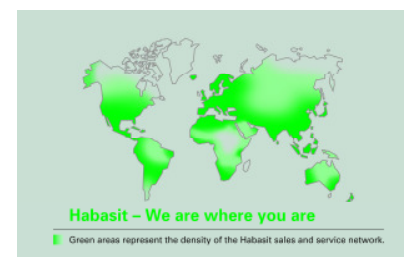 Habasit – We are where you are
Green areas represent the density of the Habasit sales and service network.